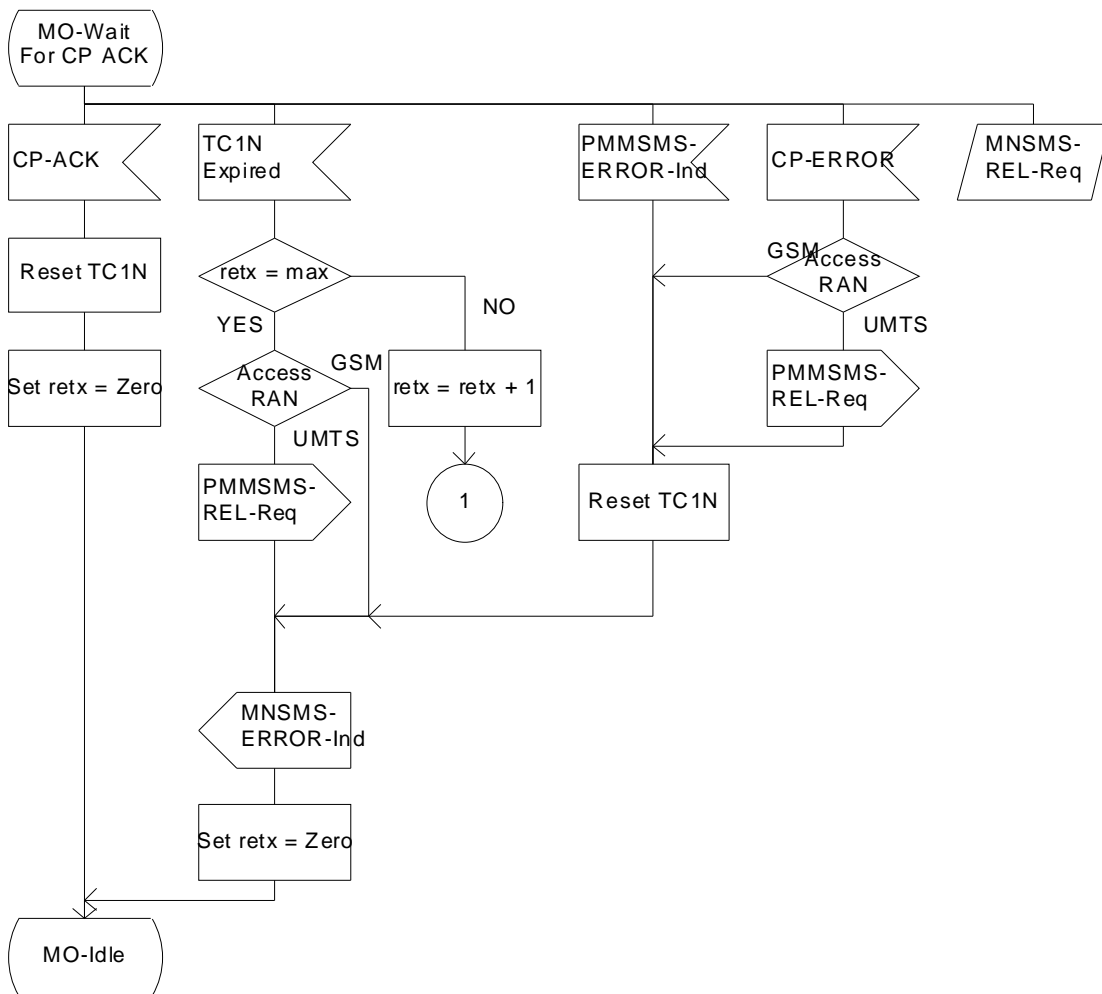 MO-Wait
For CP ACK
CP-ACK
TC1N
Expired
PMMSMS-
ERROR-Ind
CP-ERROR
MNSMS-
REL-Req
Reset TC1N
retx = max
GSM
Access
RAN
NO
YES
UMTS
Set retx = Zero
Access
RAN
GSM
retx = retx + 1
PMMSMS-
REL-Req
UMTS
PMMSMS-
REL-Req
1
Reset TC1N
MNSMS-
ERROR-Ind
Set retx = Zero
MO-Idle